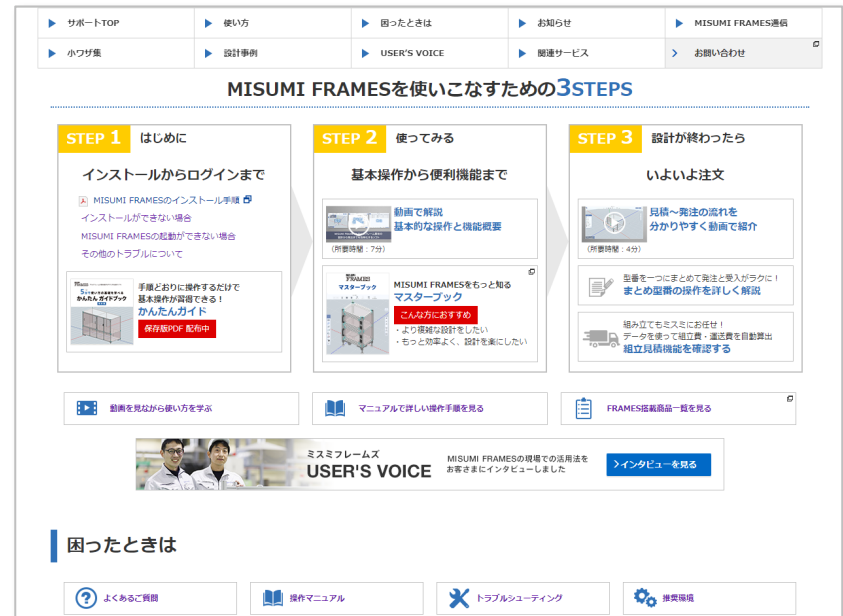 サポートTOP
使い方
困ったときは
お知らせ
MISUMI FRAMES通信
小ワザ集
設計事例
USER'S VOICE
関連サービス
お問い合わせ
MISUMI FRAMESを使いこなすための3STEPS
STEP 1 はじめに
インストールからログインまで
MISUMI FRAMESのインストール手順
インストールができない場合
MISUMI FRAMESの起動ができない場合
その他のトラブルについて
かんたん ガイドブック
手順どおりに操作するだけで
基本操作が習得できる！
かんたんガイド
保存版PDF 配布中
STEP 2 使ってみる
基本操作から便利機能まで
動画で解説
基本的な操作と機能概要
（所要時間：7分）
FRAMES
マスターブック
MISUMI FRAMESをもっと知る
マスターブック
こんな方におすすめ
・より複雑な設計をしたい
・もっと効率よく、設計を楽にしたい
STEP 3 設計が終わったら
いよいよ注文
見積～発注の流れを
分かりやすく動画で紹介
（所要時間：4分）
型番を一つにまとめて発注と受入がラクに！
まとめ型番の操作を詳しく解説
組み立てもミスミにお任せ！
データを使って組立費・運送費を自動算出
組立見積機能を確認する
動画を見ながら使い方を学ぶ
マニュアルで詳しい操作手順を見る
FRAMES搭載商品一覧を見る
ミスミフレームズ
USER'S VOICE
MISUMI FRAMESの現場での活用法を
お客さまにインタビューしました
インタビューを見る
困ったときは
よくあるご質問
操作マニュアル
トラブルシューティング
推奨環境